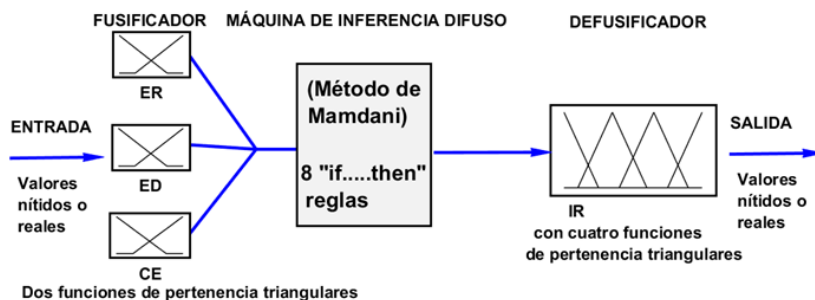 FUSIFICADOR
MÁQUINA DE INFERENCIA DIFUSO
DEFUSIFICADOR
ER
ENTRADA
Valores
nítidos o
reales
ED
CE
Dos funciones de pertenencia triangulares
(Método de
Mamdani)
8 "if.....then"
reglas
IR
con cuatro funciones
de pertenencia triangulares
SALIDA
Valores
nítidos o
reales